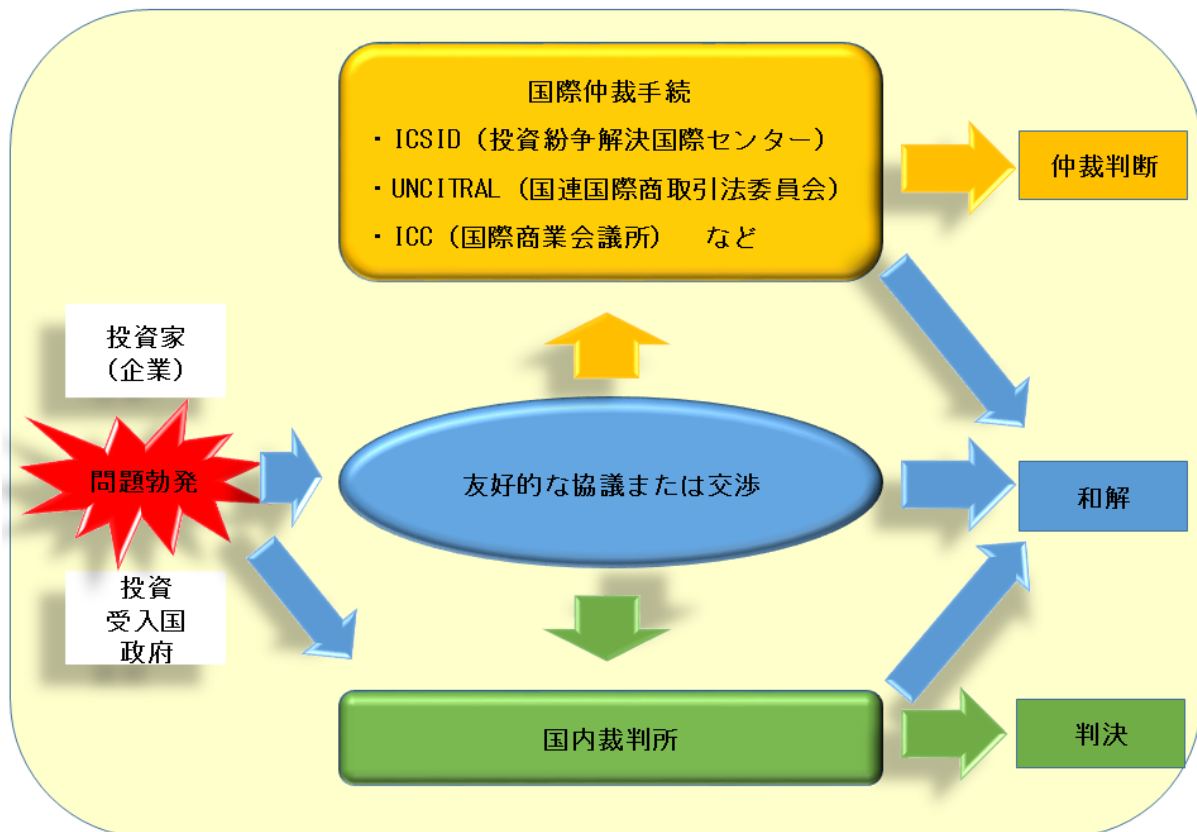 国際仲裁手続
・ICSID（投資紛争解決国際センター）
・UNCITRAL（国連国際商取引法委員会）
・ICC（国際商業会議所）　など
仲裁判断
投資家
（企業）
問題勃発
投資
受入国
政府
友好的な協議または交渉
和解
国内裁判所
判決